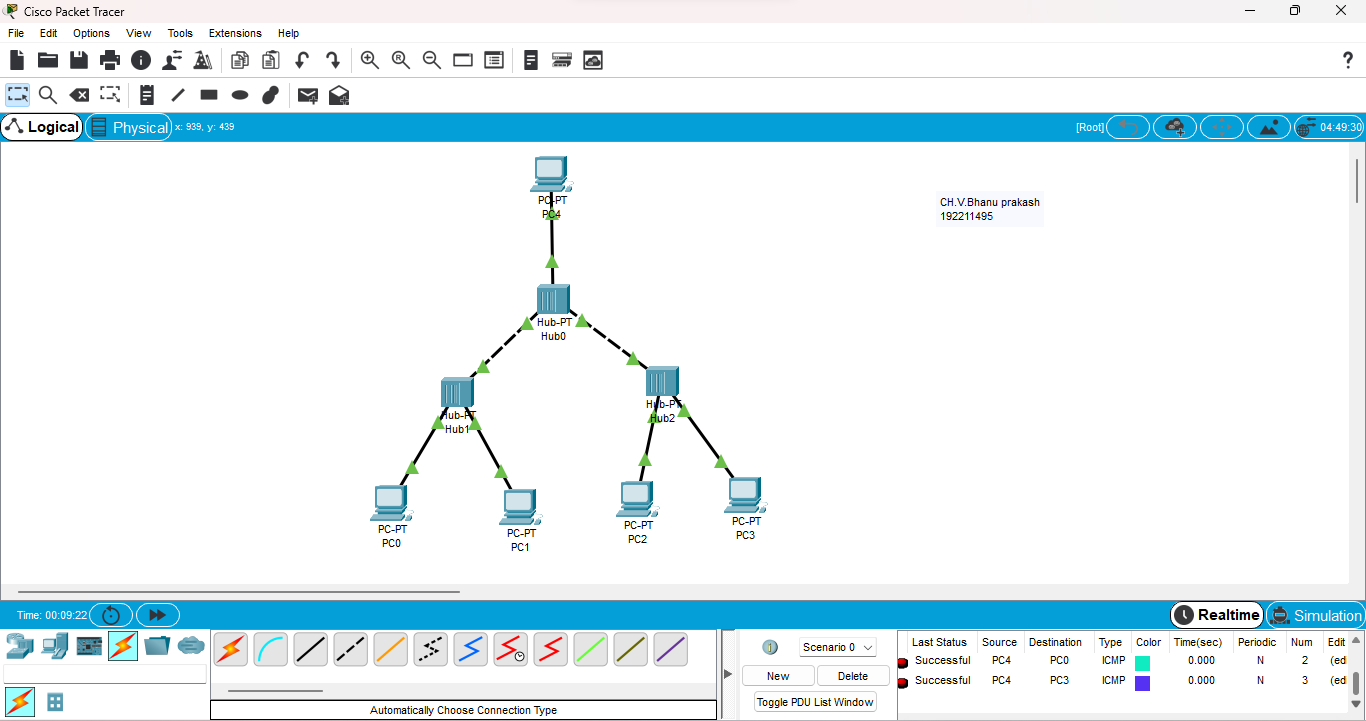 Cisco Packet Tracer
File Edit Options View Tools Extensions Help
Logical Physical x: 939, y: 439 [Root] 04:49:30
PC-PT
PC4
CH.V.Bhanu prakash
192211495
Hub-PT
Hub0
Hub-PT
Hub1
Hub-PT
Hub2
PC-PT
PC0
PC-PT
PC1
PC-PT
PC2
PC-PT
PC3
Time: 00:09:22 Realtime Simulation
Scenario 0
New Delete
Toggle PDU List Window
Last Status Source Destination Type Color Time(sec) Periodic Num Edit
Successful PC4 PC0 ICMP 0.000 N 2 (edi
Successful PC4 PC3 ICMP 0.000 N 3 (edi
Automatically Choose Connection Type